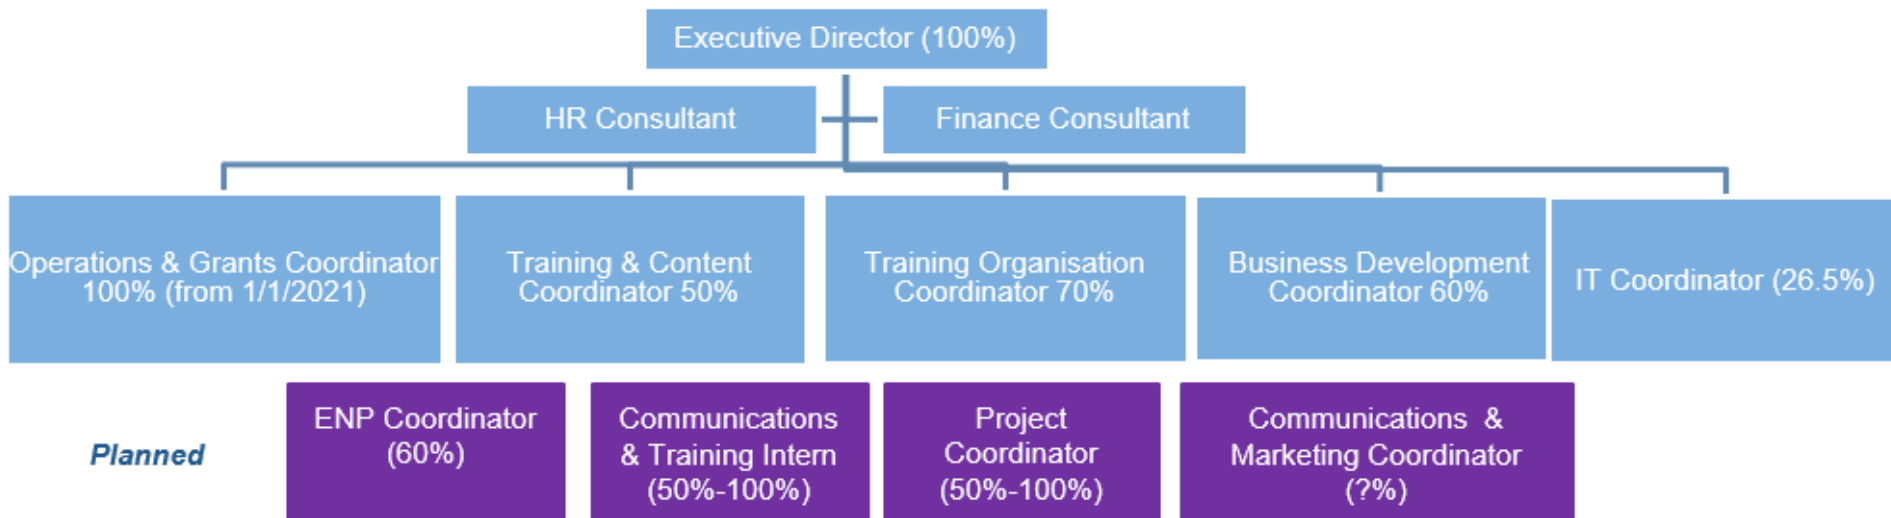 Executive Director (100%)
HR Consultant
Finance Consultant
Operations & Grants Coordinator
100% (from 1/1/2021)
Training & Content
Coordinator 50%
Training Organisation
Coordinator 70%
Business Development
Coordinator 60%
IT Coordinator (26.5%)
Planned
ENP Coordinator
(60%)
Communications
& Training Intern
(50%-100%)
Project
Coordinator
(50%-100%)
Communications  &
Marketing Coordinator
(?%)